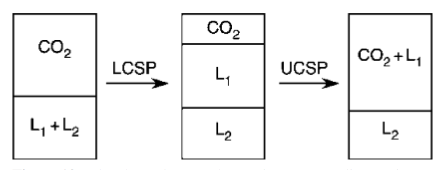 CO₂
L₁ + L₂
LCSP
CO₂
L₁
L₂
UCSP
CO₂ + L₁
L₂